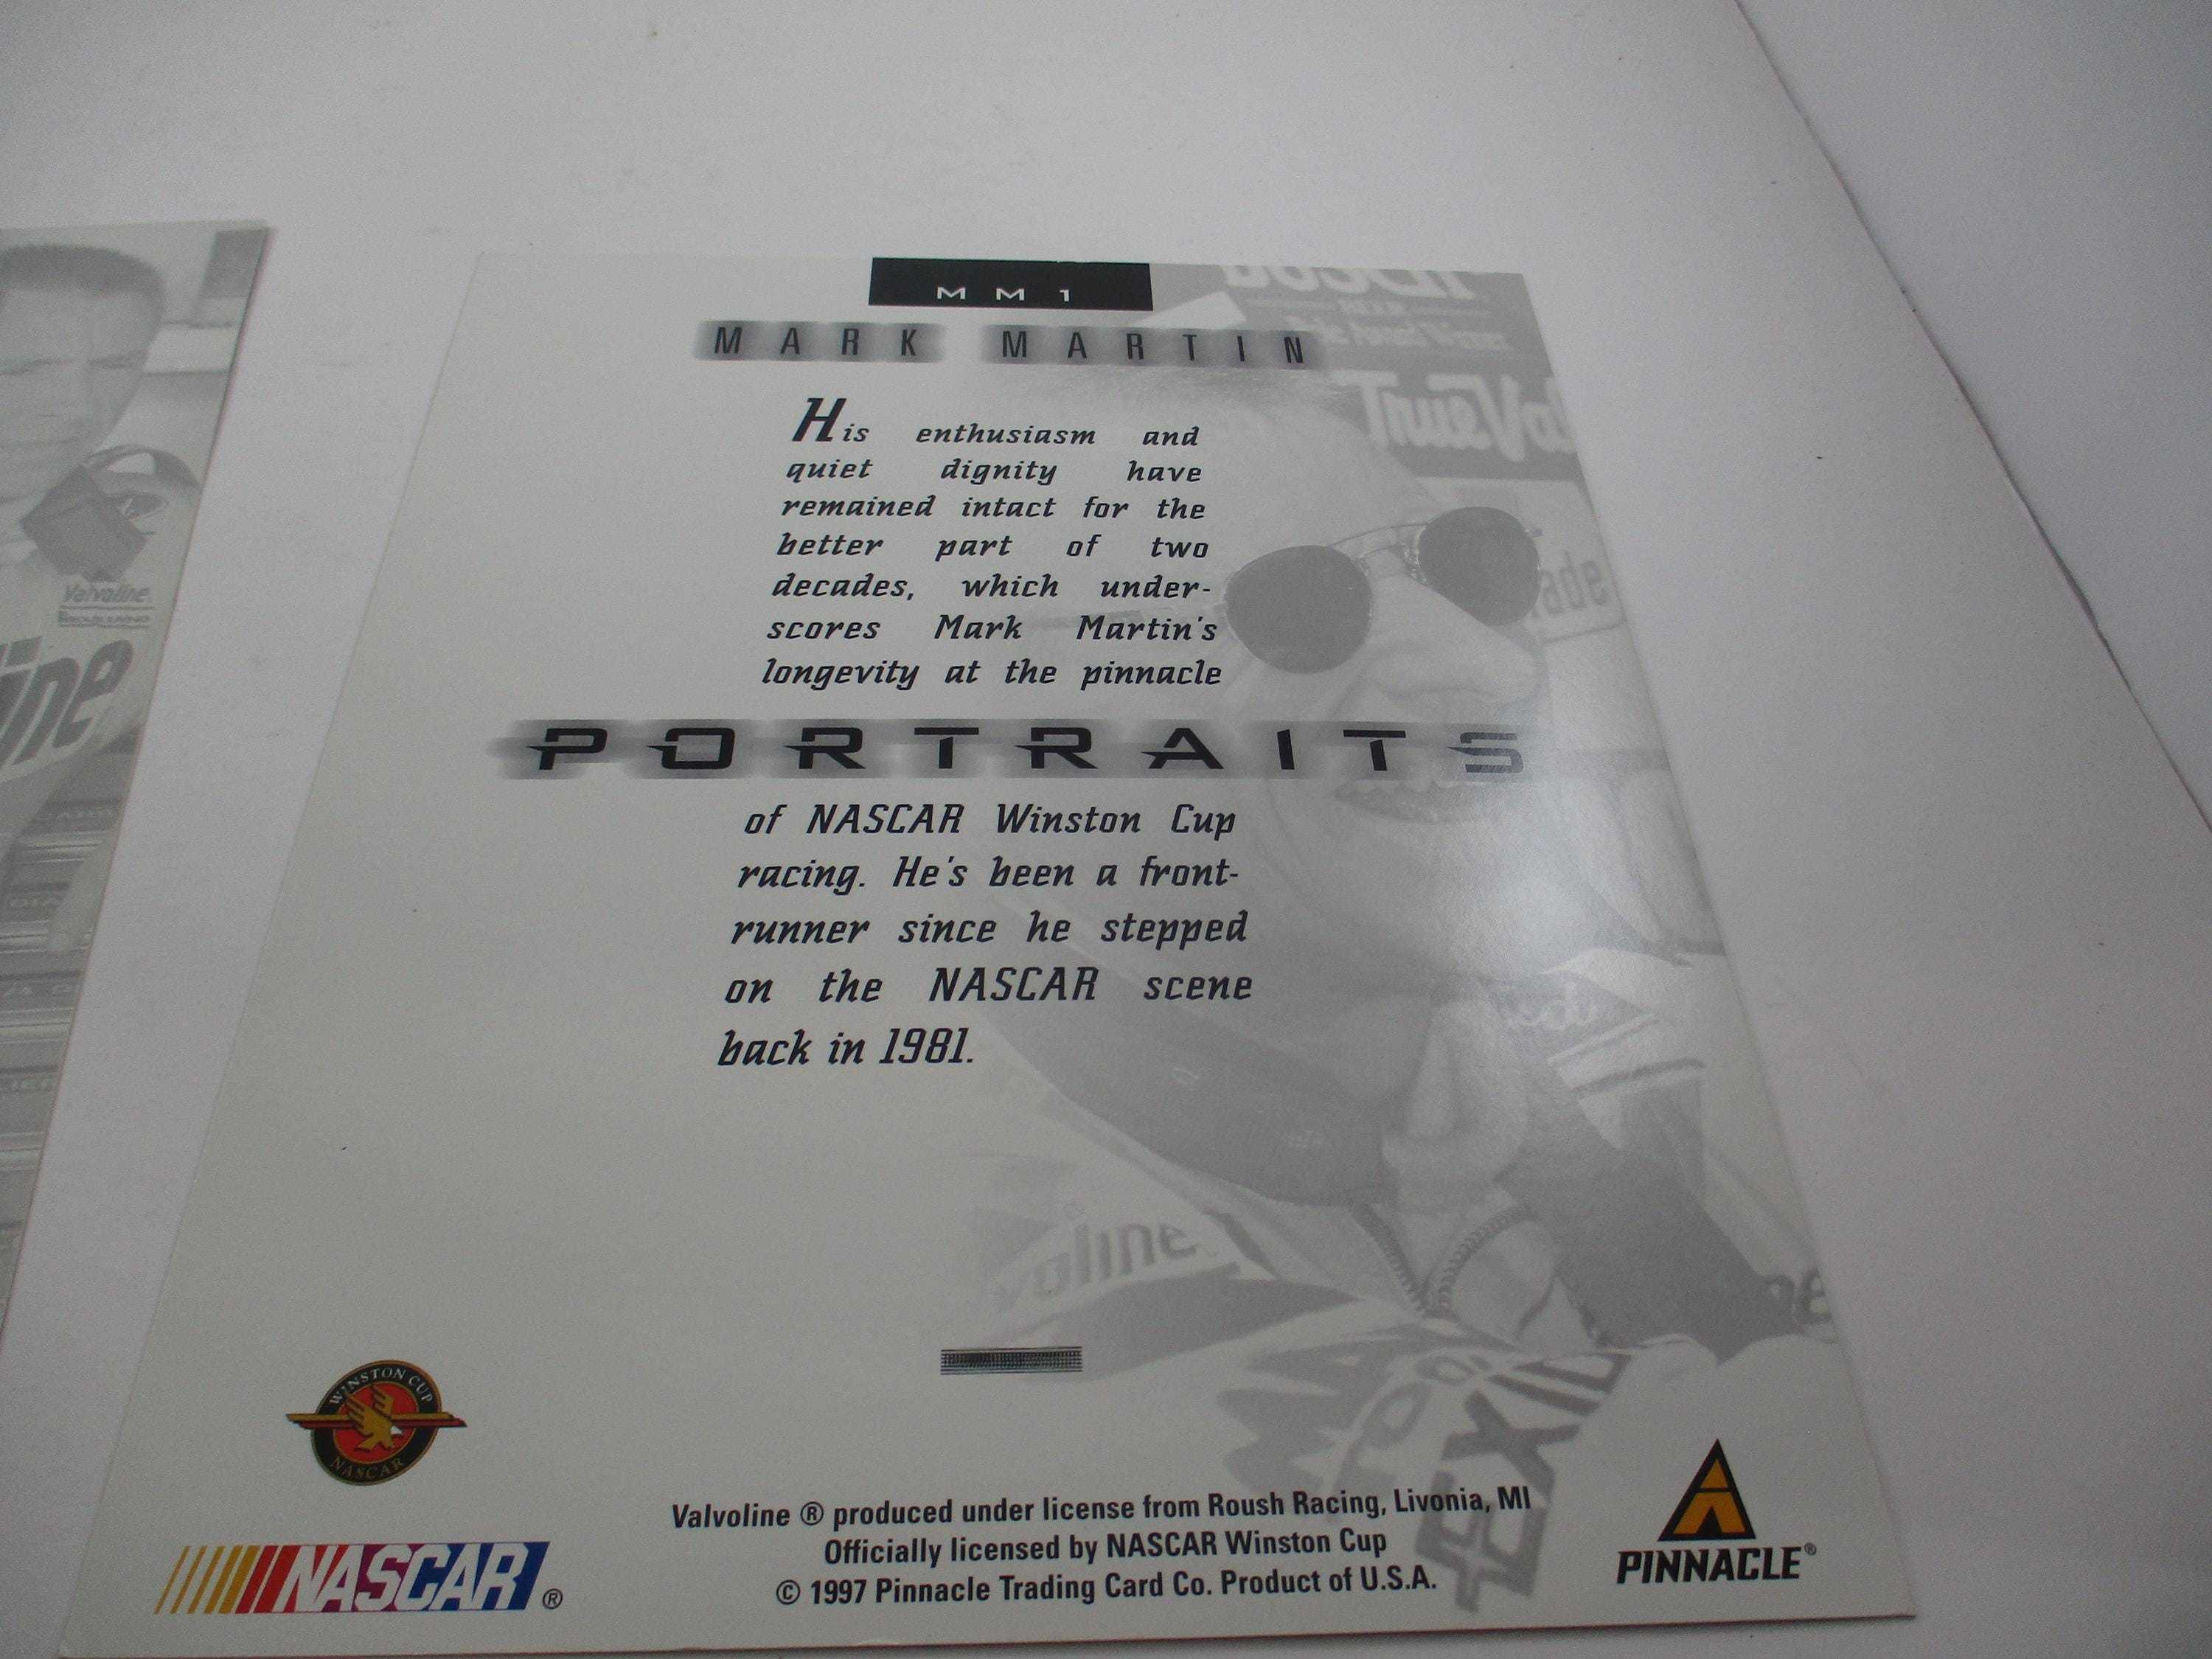 MM1
MARK MARTIN
His enthusiasm and
quiet dignity have
remained intact for the
better part of two
decades, which under-
scores Mark Martin's
longevity at the pinnacle
PORTRAITS
of NASCAR Winston Cup
racing. He's been a front-
runner since he stepped
on the NASCAR scene
back in 1981.
Valvoline
oline
EXIDE
WINSTON CUP
NASCAR
NASCAR®
Valvoline ® produced under license from Roush Racing, Livonia, MI
Officially licensed by NASCAR Winston Cup
© 1997 Pinnacle Trading Card Co. Product of U.S.A.
PINNACLE®